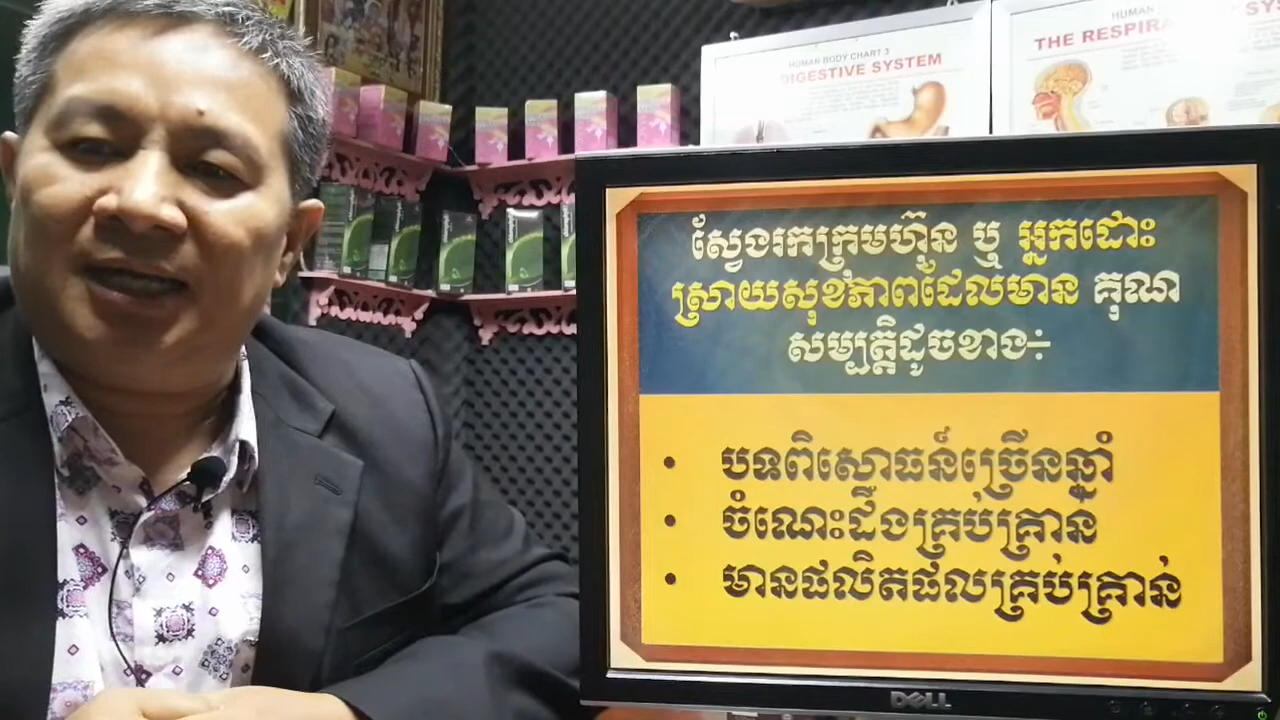 HUMAN BODY CHART 3
DIGESTIVE SYSTEM
HUMAN
THE RESPIRA
SY
ស្វែងរកក្រុមហ៊ុន ឬ អ្នកដោះ
ស្រាយសុខភាពដែលមាន គុណ
សម្បត្តិដូចខាង÷
• បទពិសោធន៍ច្រើនឆ្នាំ
• ចំណេះដឹងគ្រប់គ្រាន់
• មានផលិតផលគ្រប់គ្រាន់
DELL